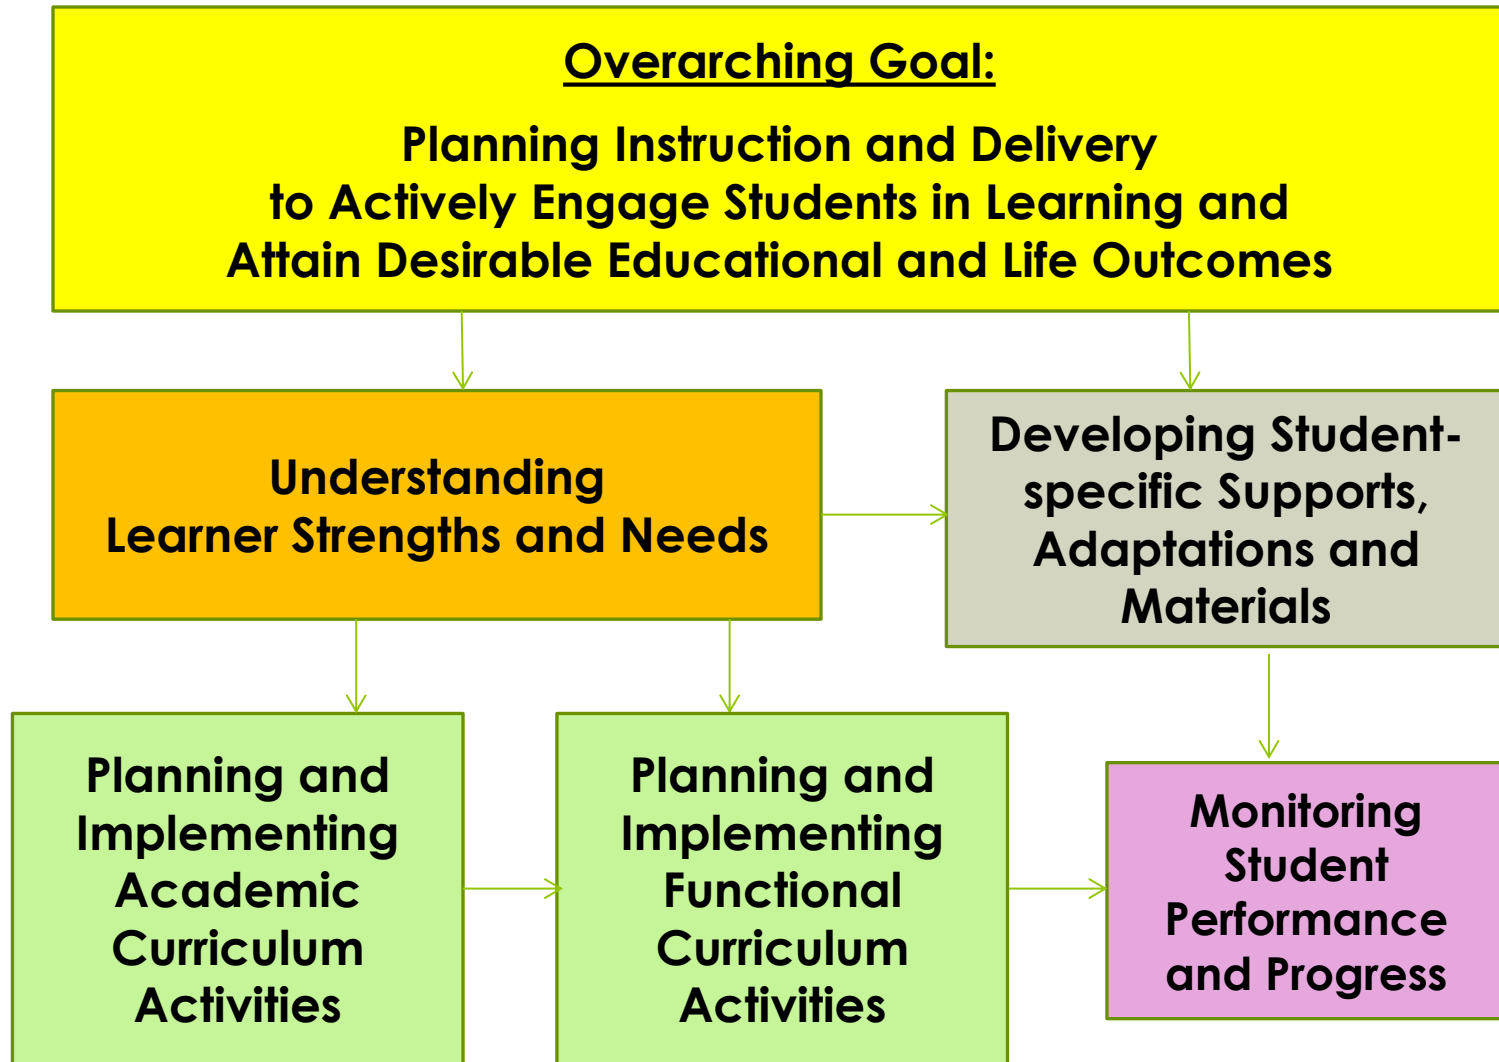 Overarching Goal:
Planning Instruction and Delivery
to Actively Engage Students in Learning and
Attain Desirable Educational and Life Outcomes
Understanding
Learner Strengths and Needs
Developing Student-
specific Supports,
Adaptations and
Materials
Planning and
Implementing
Academic
Curriculum
Activities
Planning and
Implementing
Functional
Curriculum
Activities
Monitoring
Student
Performance
and Progress